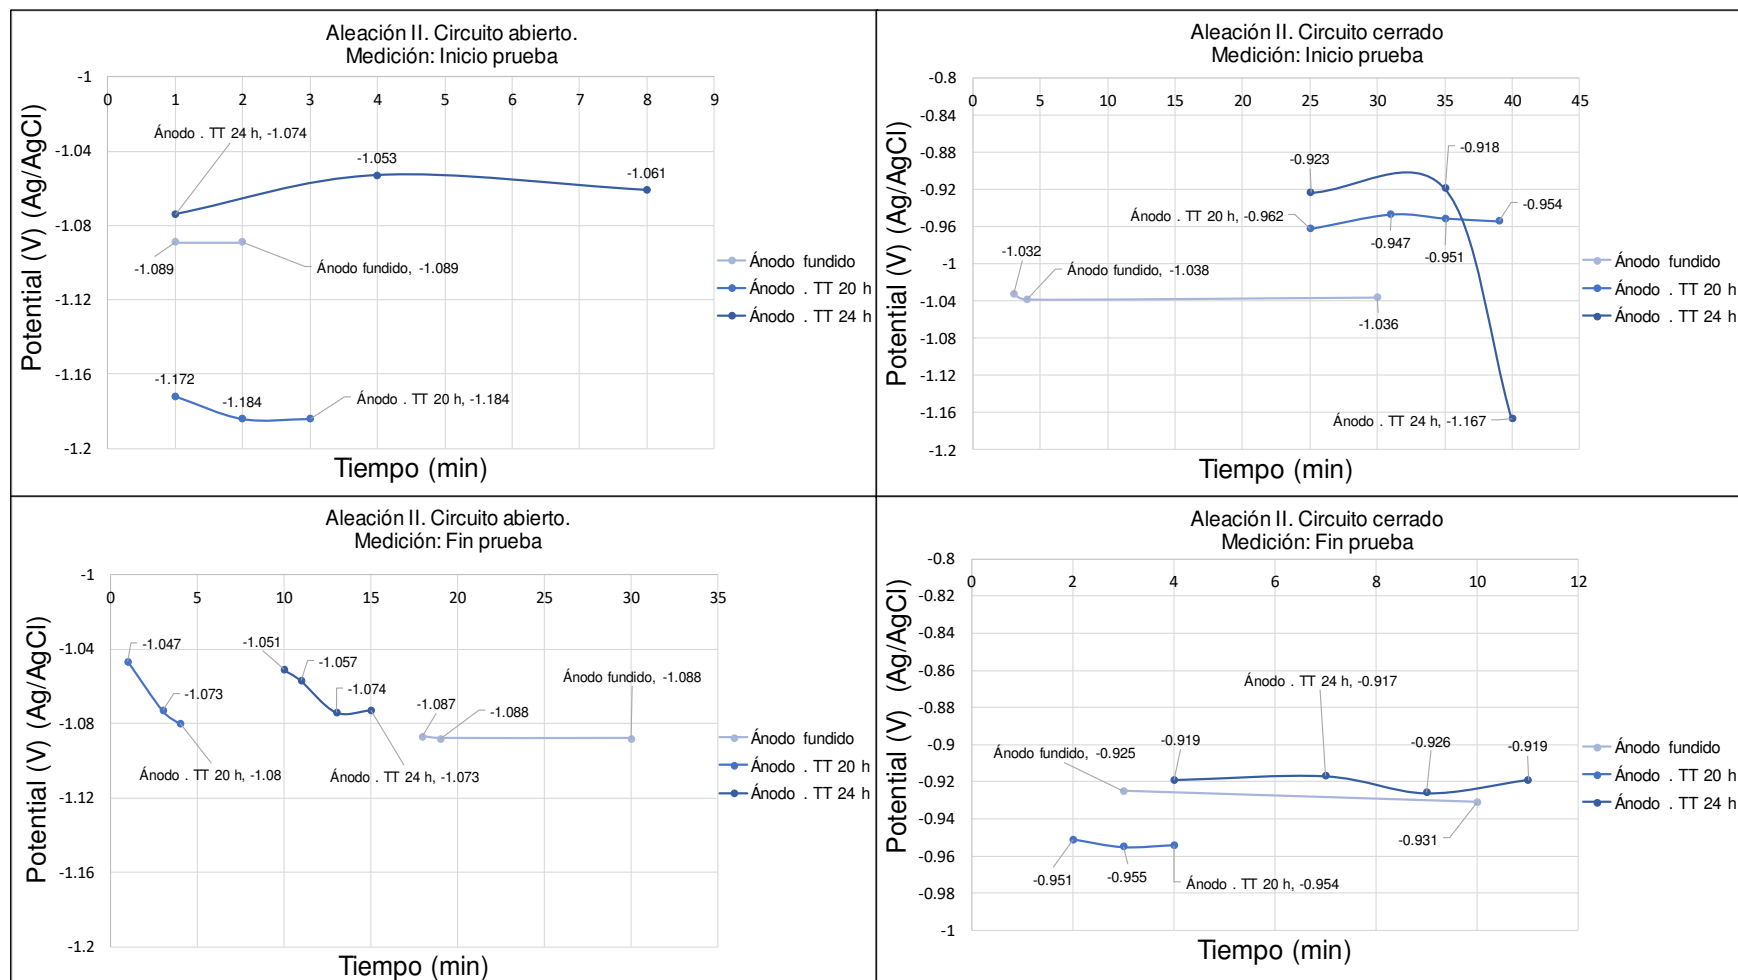 Aleación II. Circuito abierto.
Medición: Inicio prueba
-1
0 1 2 3 4 5 6 7 8 9
-1.04
-1.08
-1.12
-1.16
-1.2
Potential (V) (Ag/AgCl)
Tiempo (min)
Ánodo . TT 24 h, -1.074
-1.053
-1.061
-1.089
Ánodo fundido, -1.089
-1.172
-1.184
Ánodo . TT 20 h, -1.184
Ánodo fundido
Ánodo . TT 20 h
Ánodo . TT 24 h
Aleación II. Circuito cerrado
Medición: Inicio prueba
-0.8
0 5 10 15 20 25 30 35 40 45
-0.84
-0.88
-0.92
-0.96
-1
-1.04
-1.08
-1.12
-1.16
-1.2
Potential (V) (Ag/AgCl)
Tiempo (min)
-0.923
-0.918
Ánodo . TT 20 h, -0.962
-0.947
-0.951
-0.954
-1.032
Ánodo fundido, -1.038
-1.036
Ánodo . TT 24 h, -1.167
Ánodo fundido
Ánodo . TT 20 h
Ánodo . TT 24 h
Aleación II. Circuito abierto.
Medición: Fin prueba
-1
0 5 10 15 20 25 30 35
-1.04
-1.08
-1.12
-1.16
-1.2
Potential (V) (Ag/AgCl)
Tiempo (min)
-1.047
-1.073
Ánodo . TT 20 h, -1.08
-1.051
-1.057
-1.074
Ánodo . TT 24 h, -1.073
-1.087
-1.088
Ánodo fundido, -1.088
Ánodo fundido
Ánodo . TT 20 h
Ánodo . TT 24 h
Aleación II. Circuito cerrado
Medición: Fin prueba
-0.8
0 2 4 6 8 10 12
-0.82
-0.84
-0.86
-0.88
-0.9
-0.92
-0.94
-0.96
-0.98
-1
Potential (V) (Ag/AgCl)
Tiempo (min)
Ánodo . TT 24 h, -0.917
Ánodo fundido, -0.925
-0.919
-0.926
-0.919
-0.931
-0.951
-0.955
Ánodo . TT 20 h, -0.954
Ánodo fundido
Ánodo . TT 20 h
Ánodo . TT 24 h